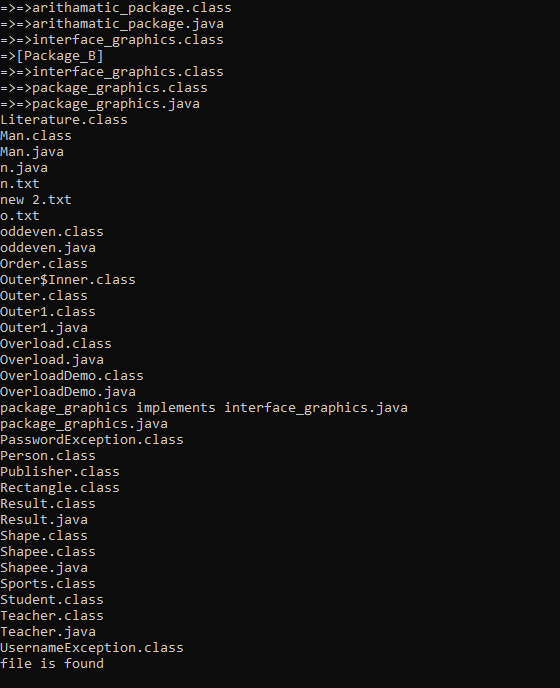 =>=>arithamatic_package.class
=>=>arithamatic_package.java
=>=>interface_graphics.class
=>[Package_B]
=>=>interface_graphics.class
=>=>package_graphics.class
=>=>package_graphics.java
Literature.class
Man.class
Man.java
n.java
n.txt
new 2.txt
o.txt
oddeven.class
oddeven.java
Order.class
Outer$Inner.class
Outer.class
Outer1.class
Outer1.java
Overload.class
Overload.java
OverloadDemo.class
OverloadDemo.java
package_graphics implements interface_graphics.java
package_graphics.java
PasswordException.class
Person.class
Publisher.class
Rectangle.class
Result.class
Result.java
Shape.class
Shapee.class
Shapee.java
Sports.class
Student.class
Teacher.class
Teacher.java
UsernameException.class
file is found